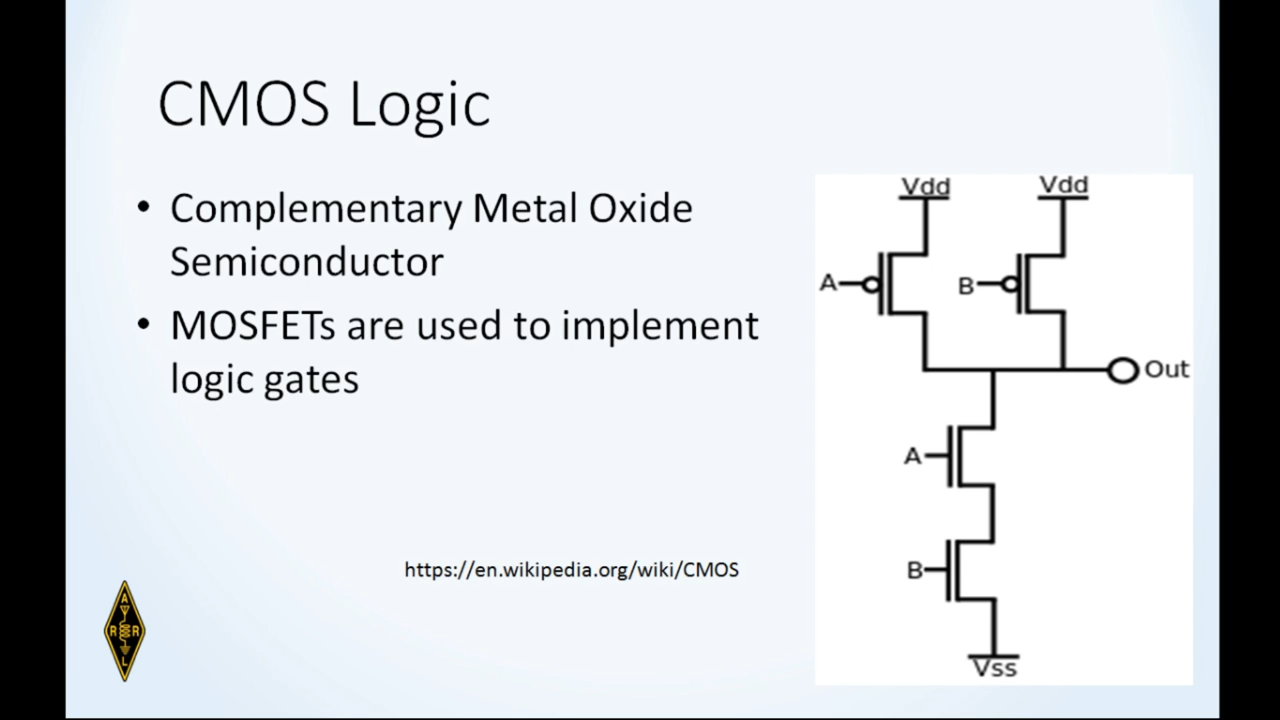 CMOS Logic
• Complementary Metal Oxide
Semiconductor
• MOSFETs are used to implement
logic gates
https://en.wikipedia.org/wiki/CMOS
Vdd Vdd
A B
Out
A
B
Vss
A
R R
L